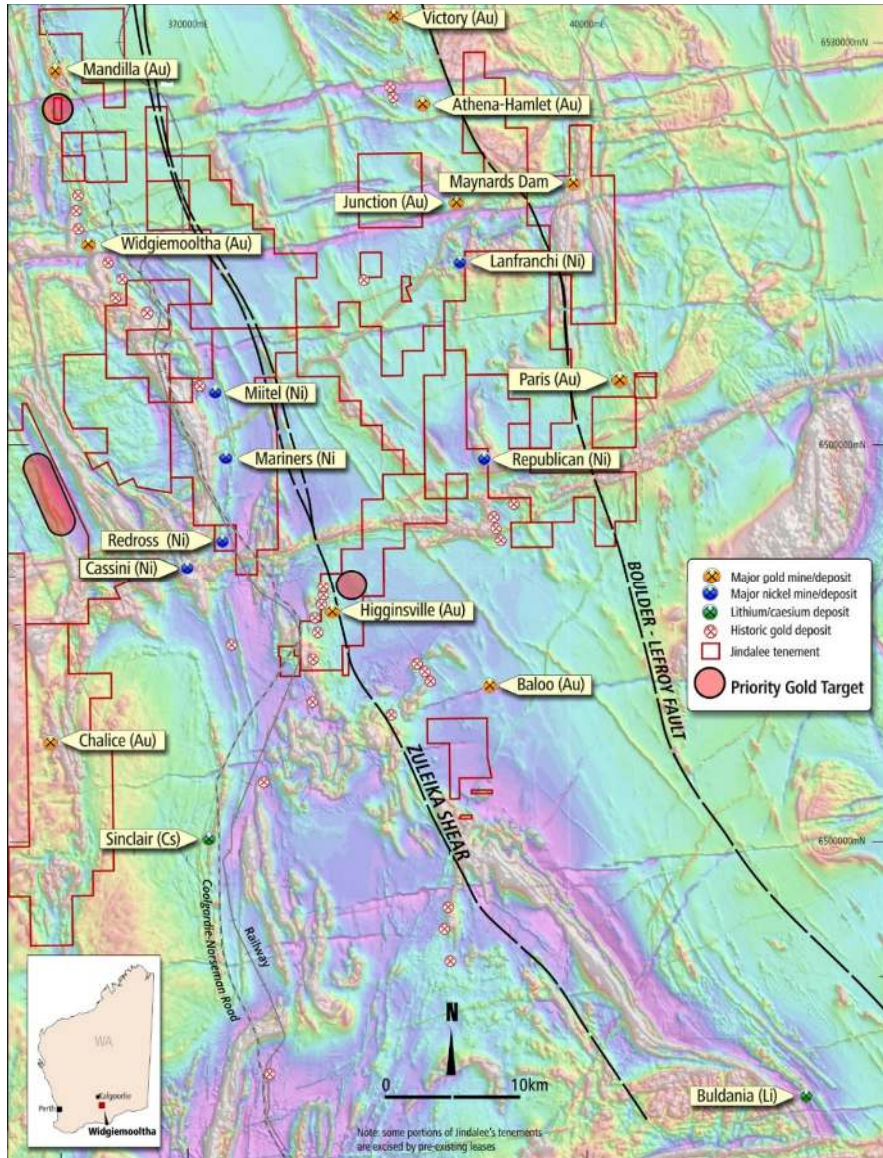 370000mE
Victory (Au)
40000mE
6530000mN
Mandilla (Au)
Athena-Hamlet (Au)
Maynards Dam
Junction (Au)
Widgiemooltha (Au)
Lanfranchi (Ni)
Miitel (Ni)
Paris (Au)
6500000mN
Mariners (Ni
Republican (Ni)
Redross (Ni)
Cassini (Ni)
Higginsville (Au)
BOULDER - LEFROY FAULT
Major gold mine/deposit
Major nickel mine/deposit
Lithium/caesium deposit
Historic gold deposit
Jindalee tenement
Priority Gold Target
Baloo (Au)
Chalice (Au)
ZULEIKA SHEAR
Sinclair (Cs)
6500000mN
Coolgardie-Norseman Road
Railway
WA
Kalgoorlie
Perth
Widgiemooltha
N
0 10km
Buldania (Li)
Note: some portions of Jindalee's tenements
are excised by pre-existing leases